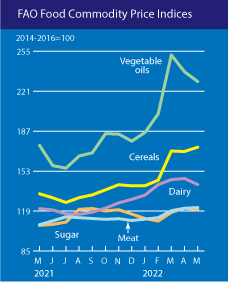 FAO Food Commodity Price Indices
2014-2016=100
255
Vegetable
oils
221
187
Cereals
153
Dairy
119
Sugar
Meat
85
M J J A S O N D J F M A M
2021 2022